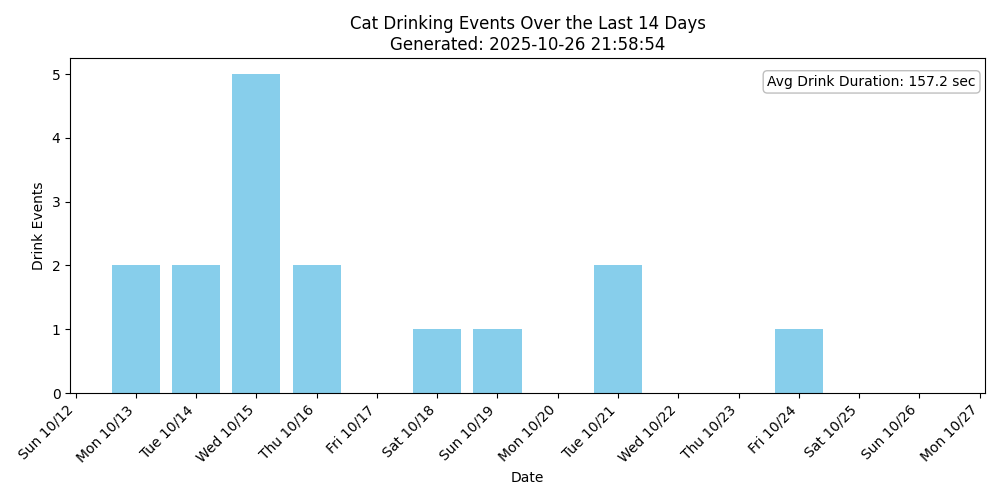 Cat Drinking Events Over the Last 14 Days
Generated: 2025-10-26 21:58:54
Avg Drink Duration: 157.2 sec
Drink Events
5
4
3
2
1
0
Sun 10/12
Mon 10/13
Tue 10/14
Wed 10/15
Thu 10/16
Fri 10/17
Sat 10/18
Sun 10/19
Mon 10/20
Tue 10/21
Wed 10/22
Thu 10/23
Fri 10/24
Sat 10/25
Sun 10/26
Mon 10/27
Date